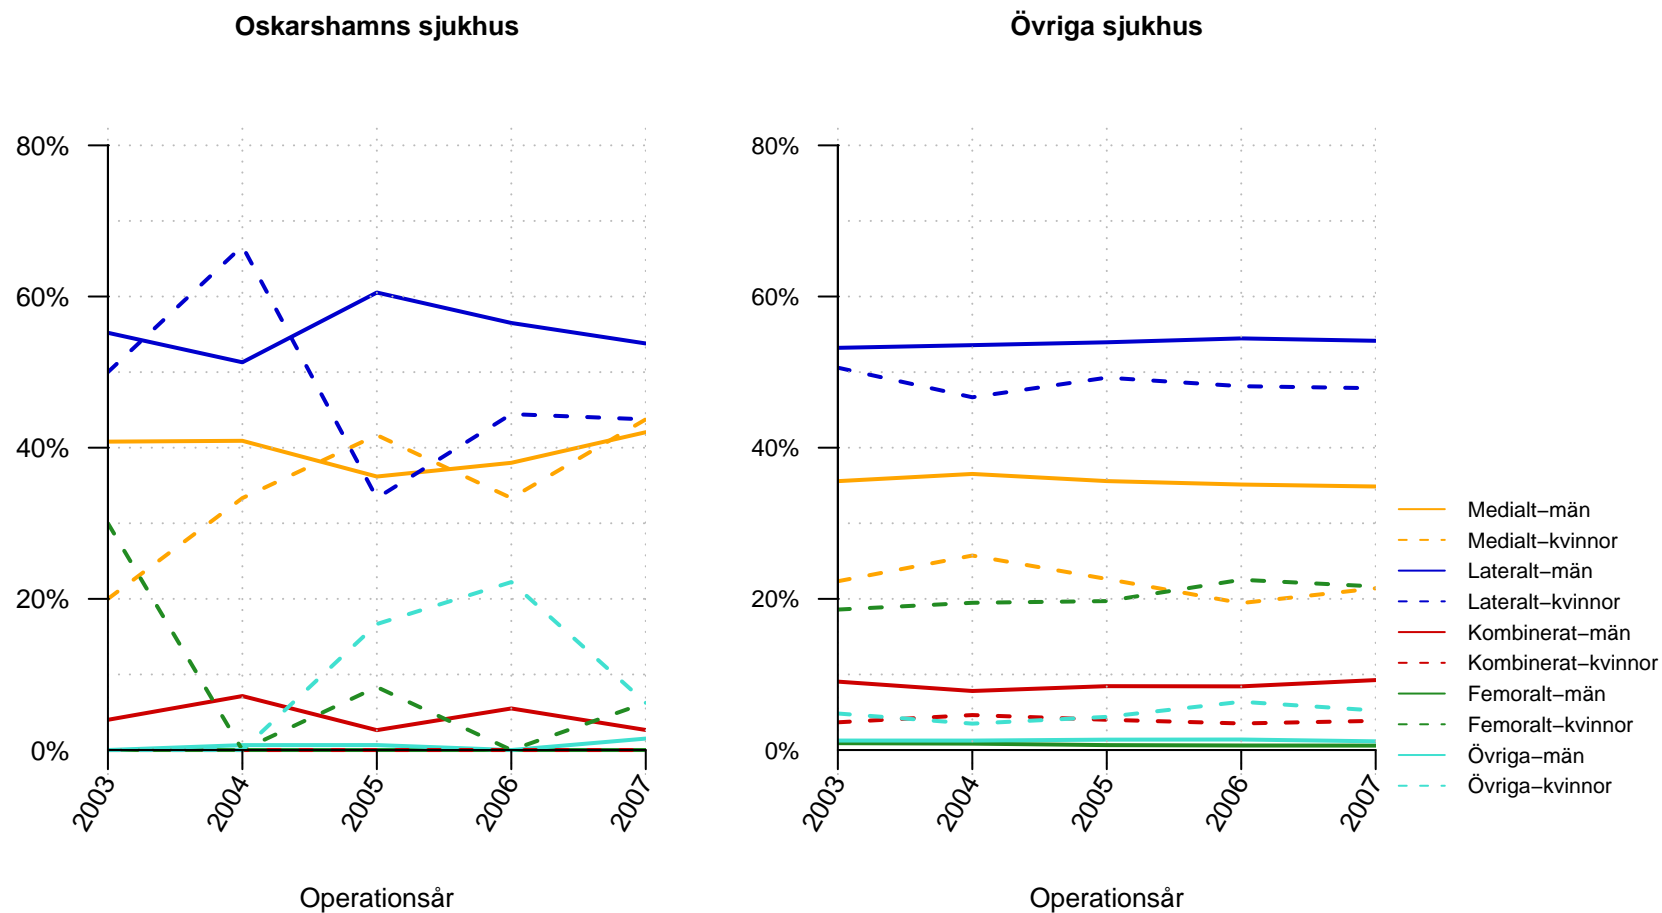 Oskarshamns sjukhus
80%
60%
40%
20%
0%
2003
2004
2005
2006
2007
Operationsår
Övriga sjukhus
80%
60%
40%
20%
0%
2003
2004
2005
2006
2007
Operationsår
Medialt−män
Medialt−kvinnor
Lateralt−män
Lateralt−kvinnor
Kombinerat−män
Kombinerat−kvinnor
Femoralt−män
Femoralt−kvinnor
Övriga−män
Övriga−kvinnor